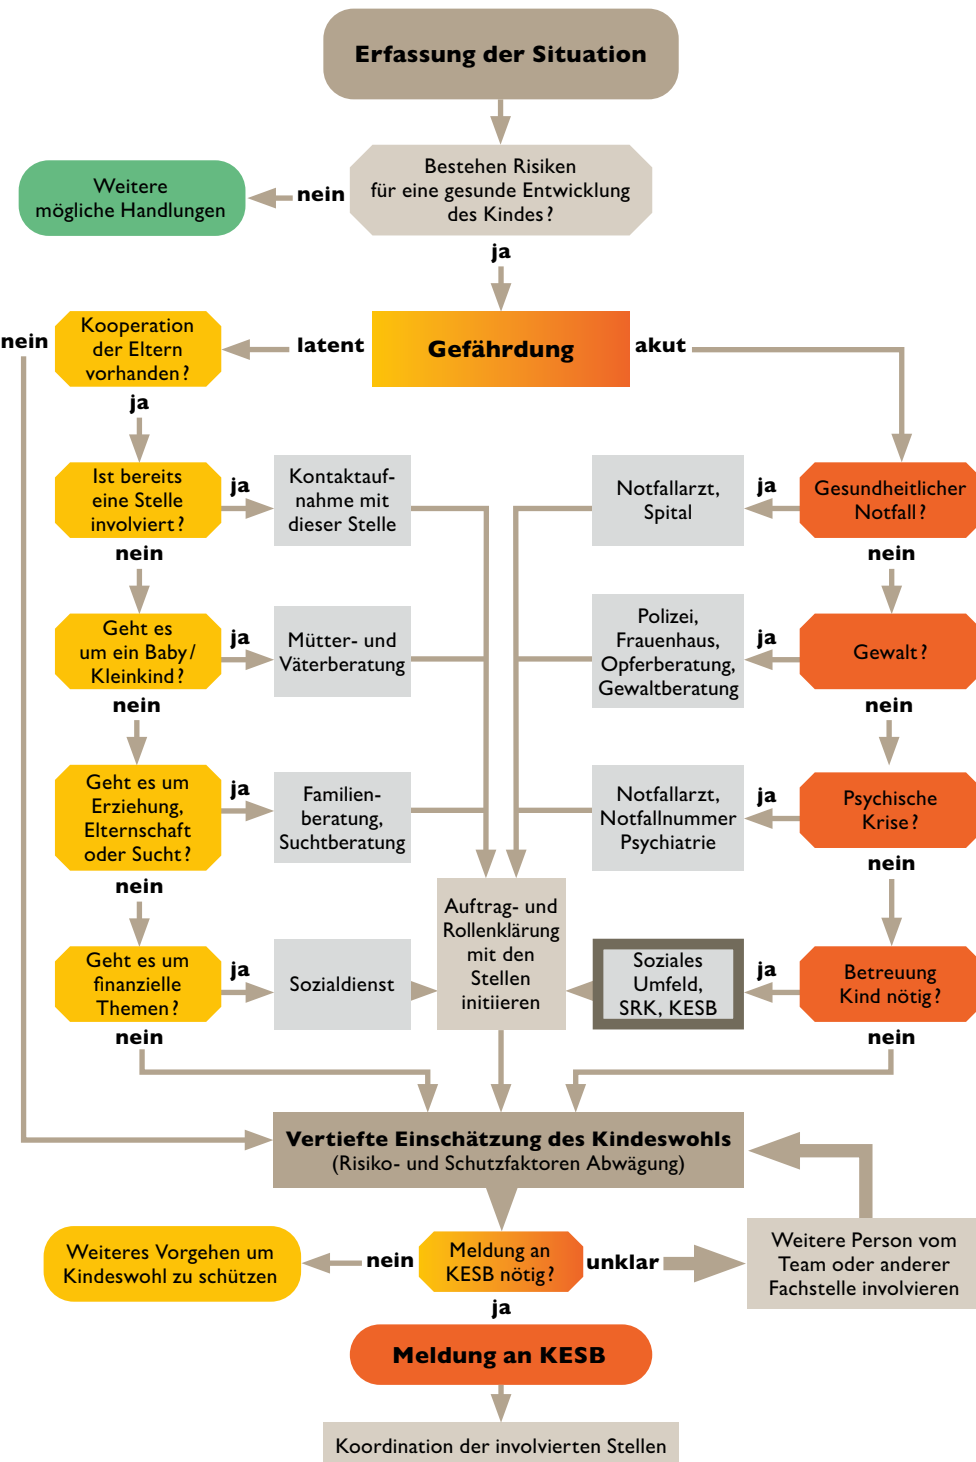 Erfassung der Situation
Bestehen Risiken
für eine gesunde Entwicklung
des Kindes?
nein
Weitere
mögliche Handlungen
ja
Gefährdung
latent
akut
Kooperation
der Eltern
vorhanden?
nein
ja
Ist bereits
eine Stelle
involviert?
ja
Kontaktauf-
nahme mit
dieser Stelle
nein
Geht es
um ein Baby/
Kleinkind?
ja
Mütter- und
Väterberatung
nein
Geht es um
Erziehung,
Elternschaft
oder Sucht?
ja
Familien-
beratung,
Suchtberatung
nein
Geht es um
finanzielle
Themen?
ja
Sozialdienst
nein
Gesundheitlicher
Notfall?
ja
Notfallarzt,
Spital
nein
Gewalt?
ja
Polizei,
Frauenhaus,
Opferberatung,
Gewaltberatung
nein
Psychische
Krise?
ja
Notfallarzt,
Notfallnummer
Psychiatrie
nein
Betreuung
Kind nötig?
ja
Soziales
Umfeld,
SRK, KESB
nein
Auftrag- und
Rollenklärung
mit den
Stellen
initiieren
Vertiefte Einschätzung des Kindeswohls
(Risiko- und Schutzfaktoren Abwägung)
Meldung an
KESB nötig?
nein
Weiteres Vorgehen um
Kindeswohl zu schützen
unklar
Weitere Person vom
Team oder anderer
Fachstelle involvieren
ja
Meldung an KESB
Koordination der involvierten Stellen